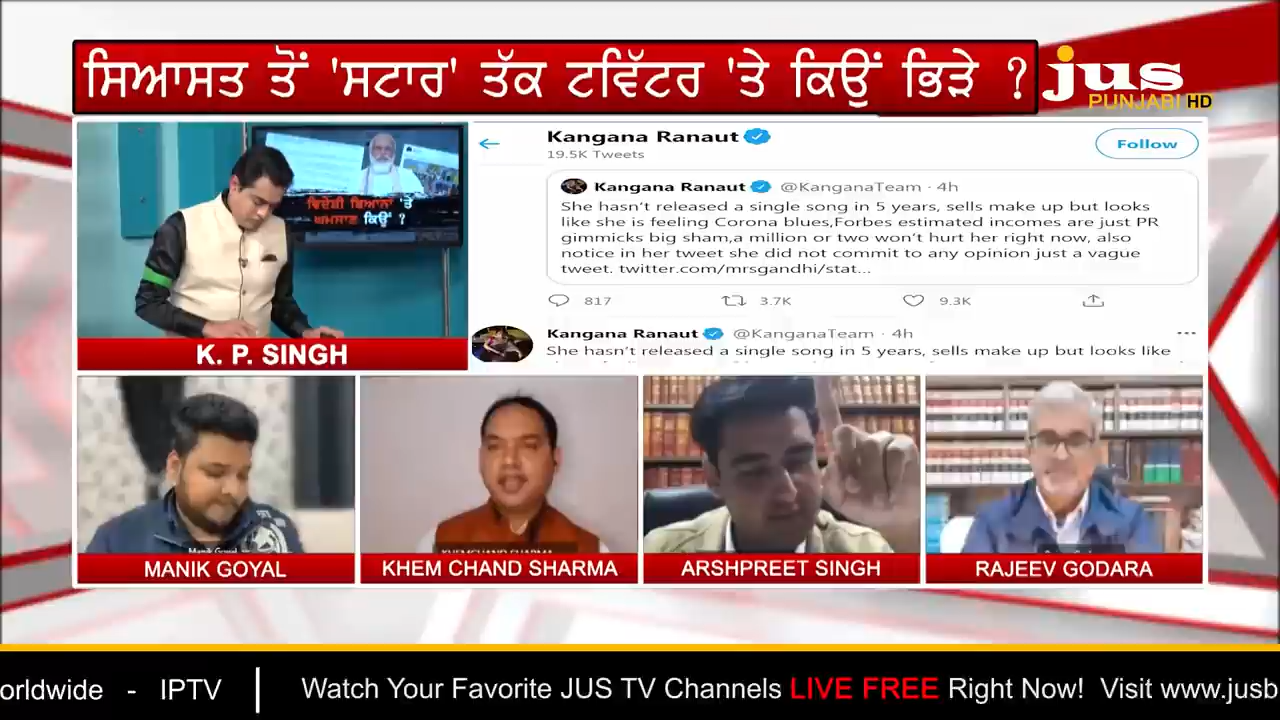 ਸਿਆਸਤ ਤੋਂ 'ਸਟਾਰ' ਤੱਕ ਟਵਿੱਟਰ 'ਤੇ ਕਿਉਂ ਭਿੜੇ ?
jus
PUNJABI HD
ਵਿਦੇਸ਼ੀ ਬਿਆਨਾਂ 'ਤੇ
ਘਮਸਾਣ ਕਿਉਂ ?
K. P. SINGH
Kangana Ranaut
19.5K Tweets
Follow
Kangana Ranaut @KanganaTeam · 4h
She hasn't released a single song in 5 years, sells make up but looks
like she is feeling Corona blues,Forbes estimated incomes are just PR
gimmicks big sham,a million or two won't hurt her right now, also
notice in her tweet she did not commit to any opinion just a vague
tweet. twitter.com/mrsgandhi/stat...
817 3.7K 9.3K
Kangana Ranaut @KanganaTeam · 4h
She hasn't released a single song in 5 years, sells make up but looks like
Manik Goyal
KHEMCHAND SHARMA
MANIK GOYAL
KHEM CHAND SHARMA
ARSHPREET SINGH
RAJEEV GODARA
orldwide - IPTV | Watch Your Favorite JUS TV Channels LIVE FREE Right Now! Visit www.jusb